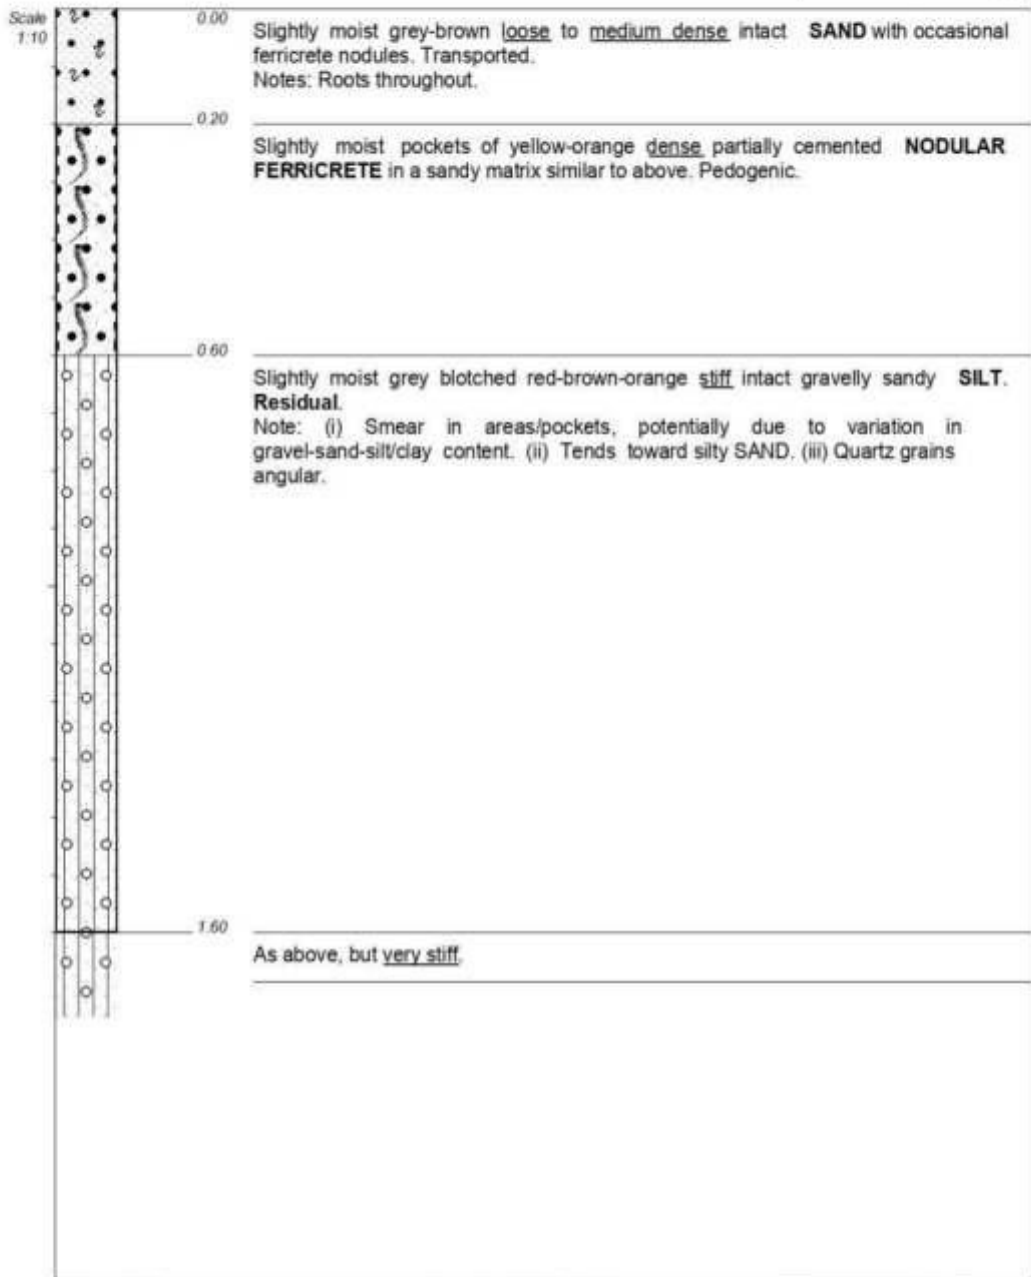 Scale
1:10
0.00
Slightly moist grey-brown loose to medium dense intact SAND with occasional
ferricrete nodules. Transported.
Notes: Roots throughout.
0.20
Slightly moist pockets of yellow-orange dense partially cemented NODULAR
FERRICRETE in a sandy matrix similar to above. Pedogenic.
0.60
Slightly moist grey blotched red-brown-orange stiff intact gravelly sandy SILT.
Residual.
Note: (i) Smear in areas/pockets, potentially due to variation in
gravel-sand-silt/clay content. (ii) Tends toward silty SAND. (iii) Quartz grains
angular.
1.60
As above, but very stiff.